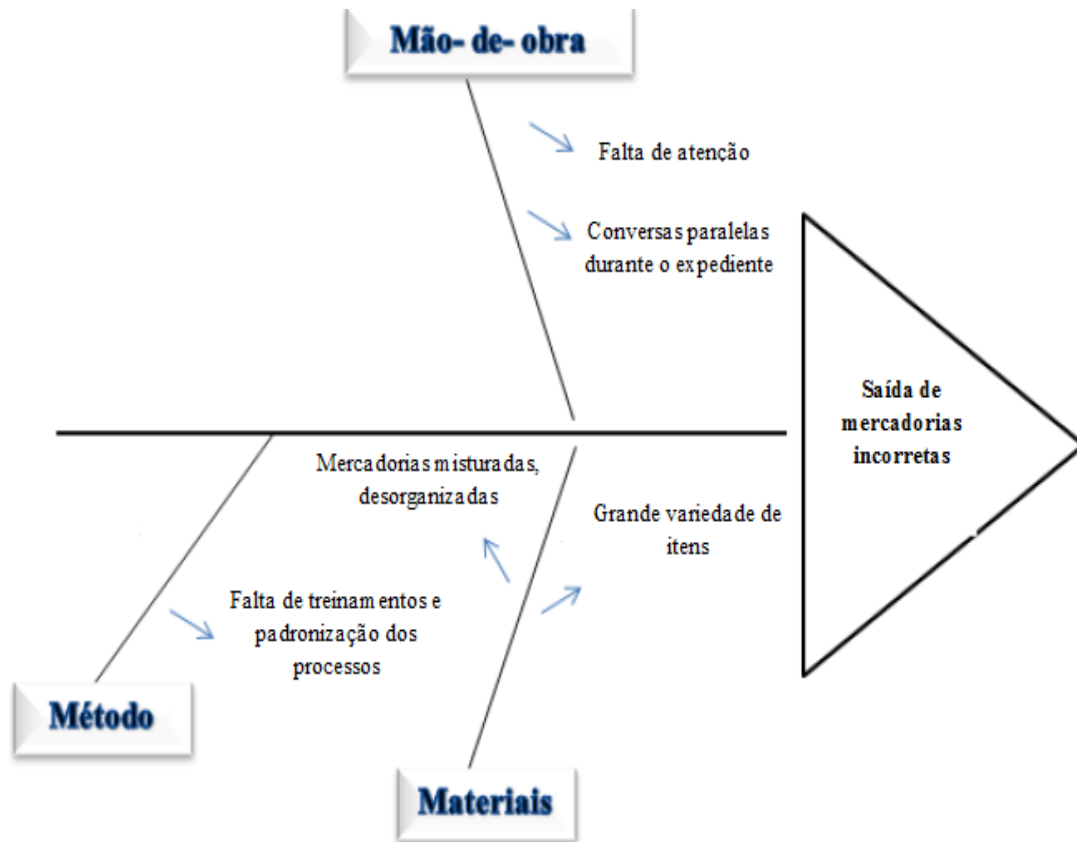 Mão- de- obra
Falta de atenção
Conversas paralelas
durante o expediente
Saída de
mercadorias
incorretas
Mercadorias misturadas,
desorganizadas
Grande variedade de
itens
Falta de treinamentos e
padronização dos
processos
Método
Materiais